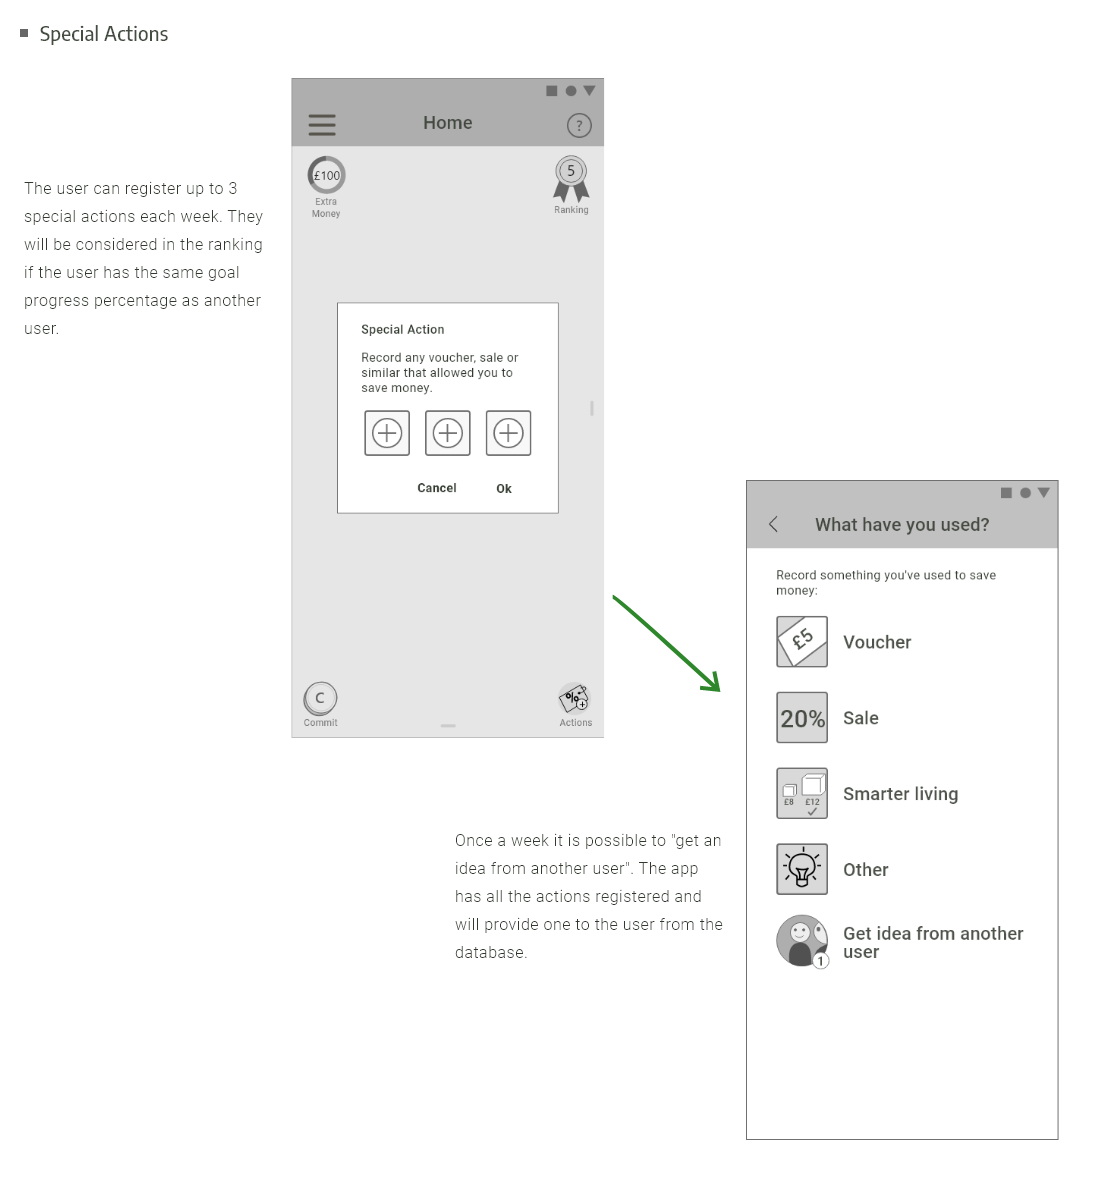 Special Actions
The user can register up to 3
special actions each week. They
will be considered in the ranking
if the user has the same goal
progress percentage as another
user.
Home
?
£100
Extra
Money
5
Ranking
Special Action
Record any voucher, sale or
similar that allowed you to
save money.
Cancel
Ok
C
Commit
%
Actions
What have you used?
Record something you've used to save
money:
£5
Voucher
20%
Sale
£8 £12
Smarter living
Other
Get idea from another
user
1
Once a week it is possible to "get an
idea from another user". The app
has all the actions registered and
will provide one to the user from the
database.